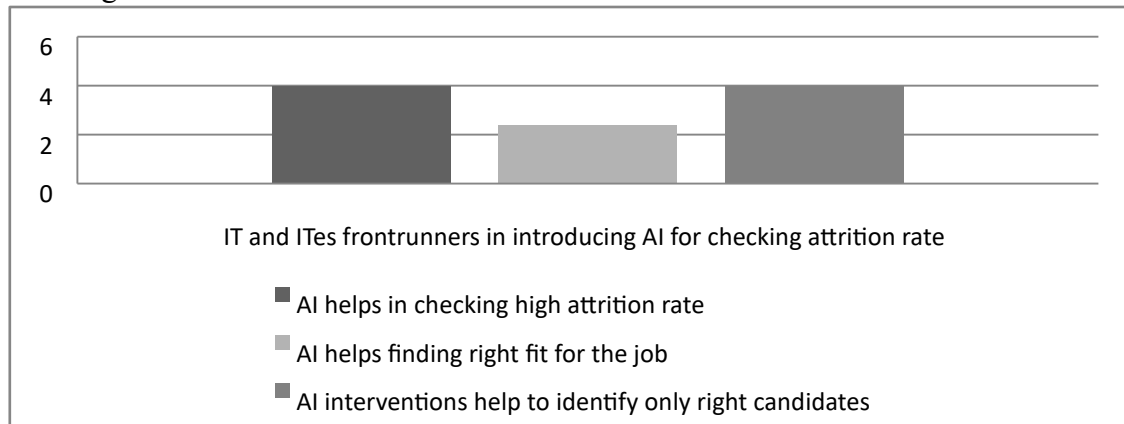 6
4
2
0
IT and ITes frontrunners in introducing AI for checking attrition rate
AI helps in checking high attrition rate
AI helps finding right fit for the job
AI interventions help to identify only right candidates